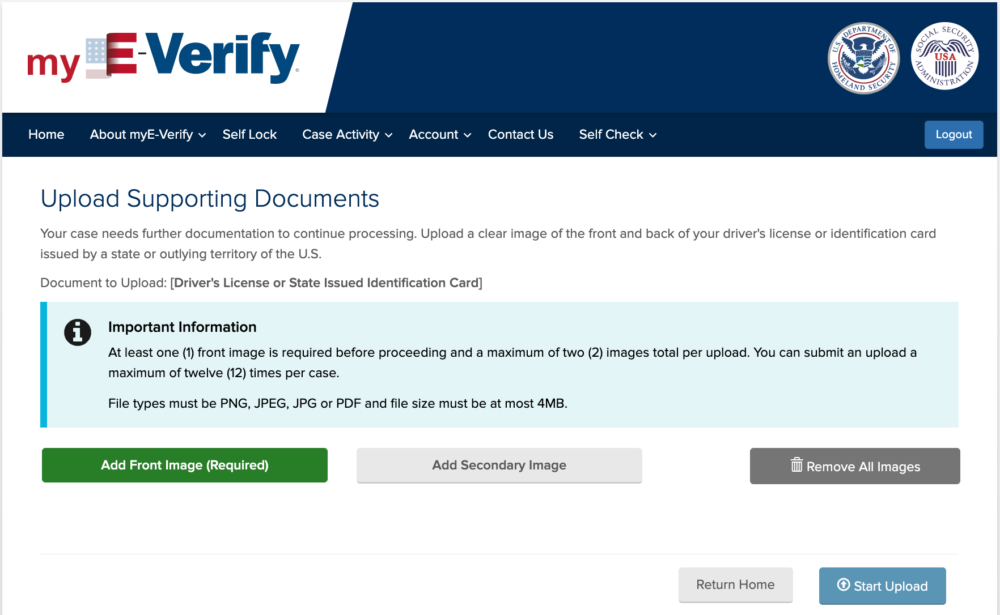 my E-Verify®
U.S. DEPARTMENT OF HOMELAND SECURITY
SOCIAL SECURITY ADMINISTRATION
USA
Home About myE-Verify Self Lock Case Activity Account Contact Us Self Check Logout
Upload Supporting Documents
Your case needs further documentation to continue processing. Upload a clear image of the front and back of your driver's license or identification card
issued by a state or outlying territory of the U.S.
Document to Upload: [Driver's License or State Issued Identification Card]
Important Information
At least one (1) front image is required before proceeding and a maximum of two (2) images total per upload. You can submit an upload a
maximum of twelve (12) times per case.
File types must be PNG, JPEG, JPG or PDF and file size must be at most 4MB.
Add Front Image (Required) Add Secondary Image Remove All Images
Return Home Start Upload